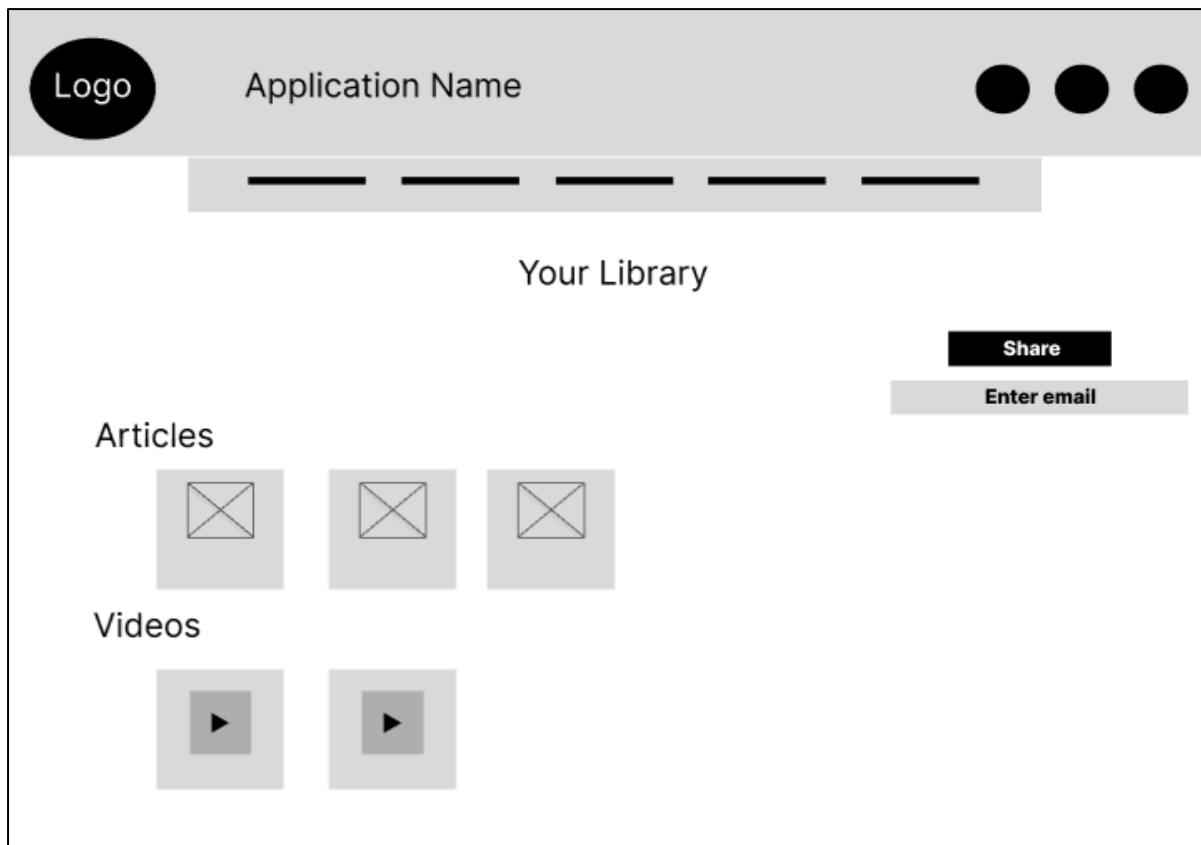 Logo
Application Name
Your Library
Share
Enter email
Articles
Videos